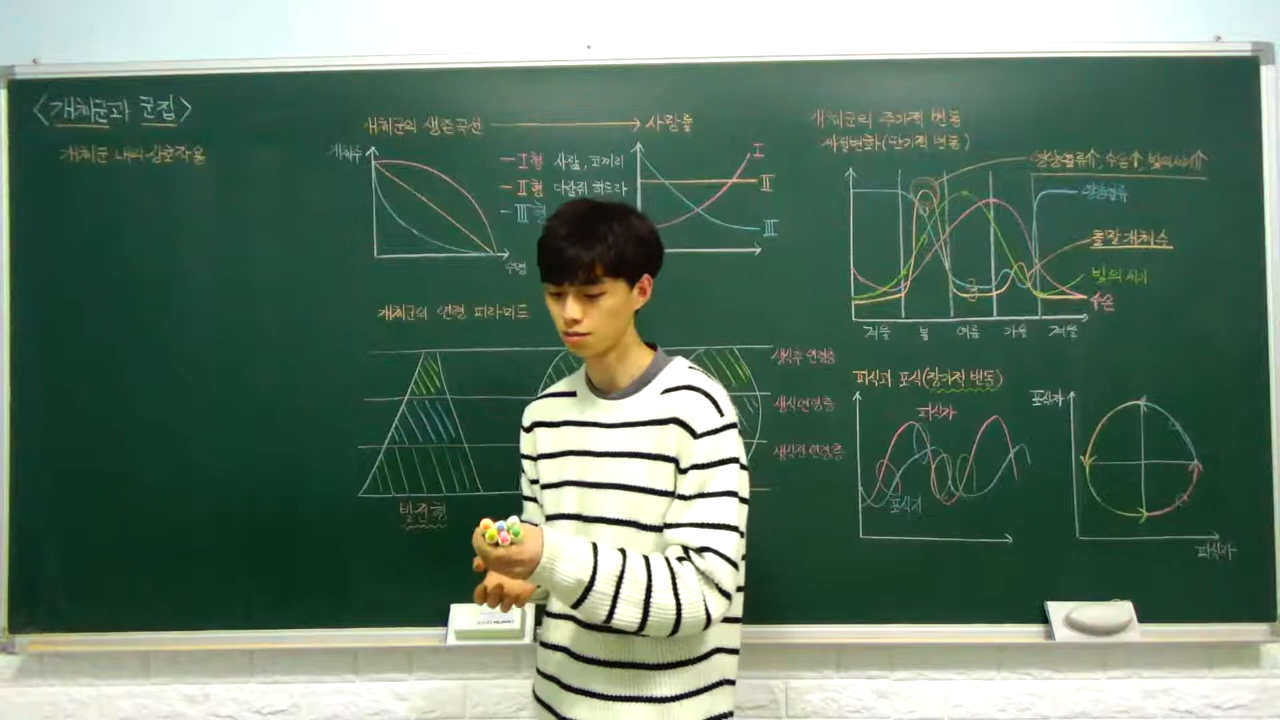 <개체군과 군집>
개체군 내의 상호작용
개체군의 생존곡선 → 사망률
개체수
I형 사람, 코끼리
II형 다람쥐 히드라
III형
수명
I
II
III
개체군의 연령 피라미드
생식후 연령층
생식연령층
생식전 연령층
발전형
개체군의 주기적 변동
계절변화(단기적 변동)
영양염류↑, 수온↑, 빛의 세기↑
영양염류
돌말 개체수
빛의 세기
수온
겨울 봄 여름 가을 겨울
피식과 포식(장기적 변동)
피식자
포식자
포식자
피식자